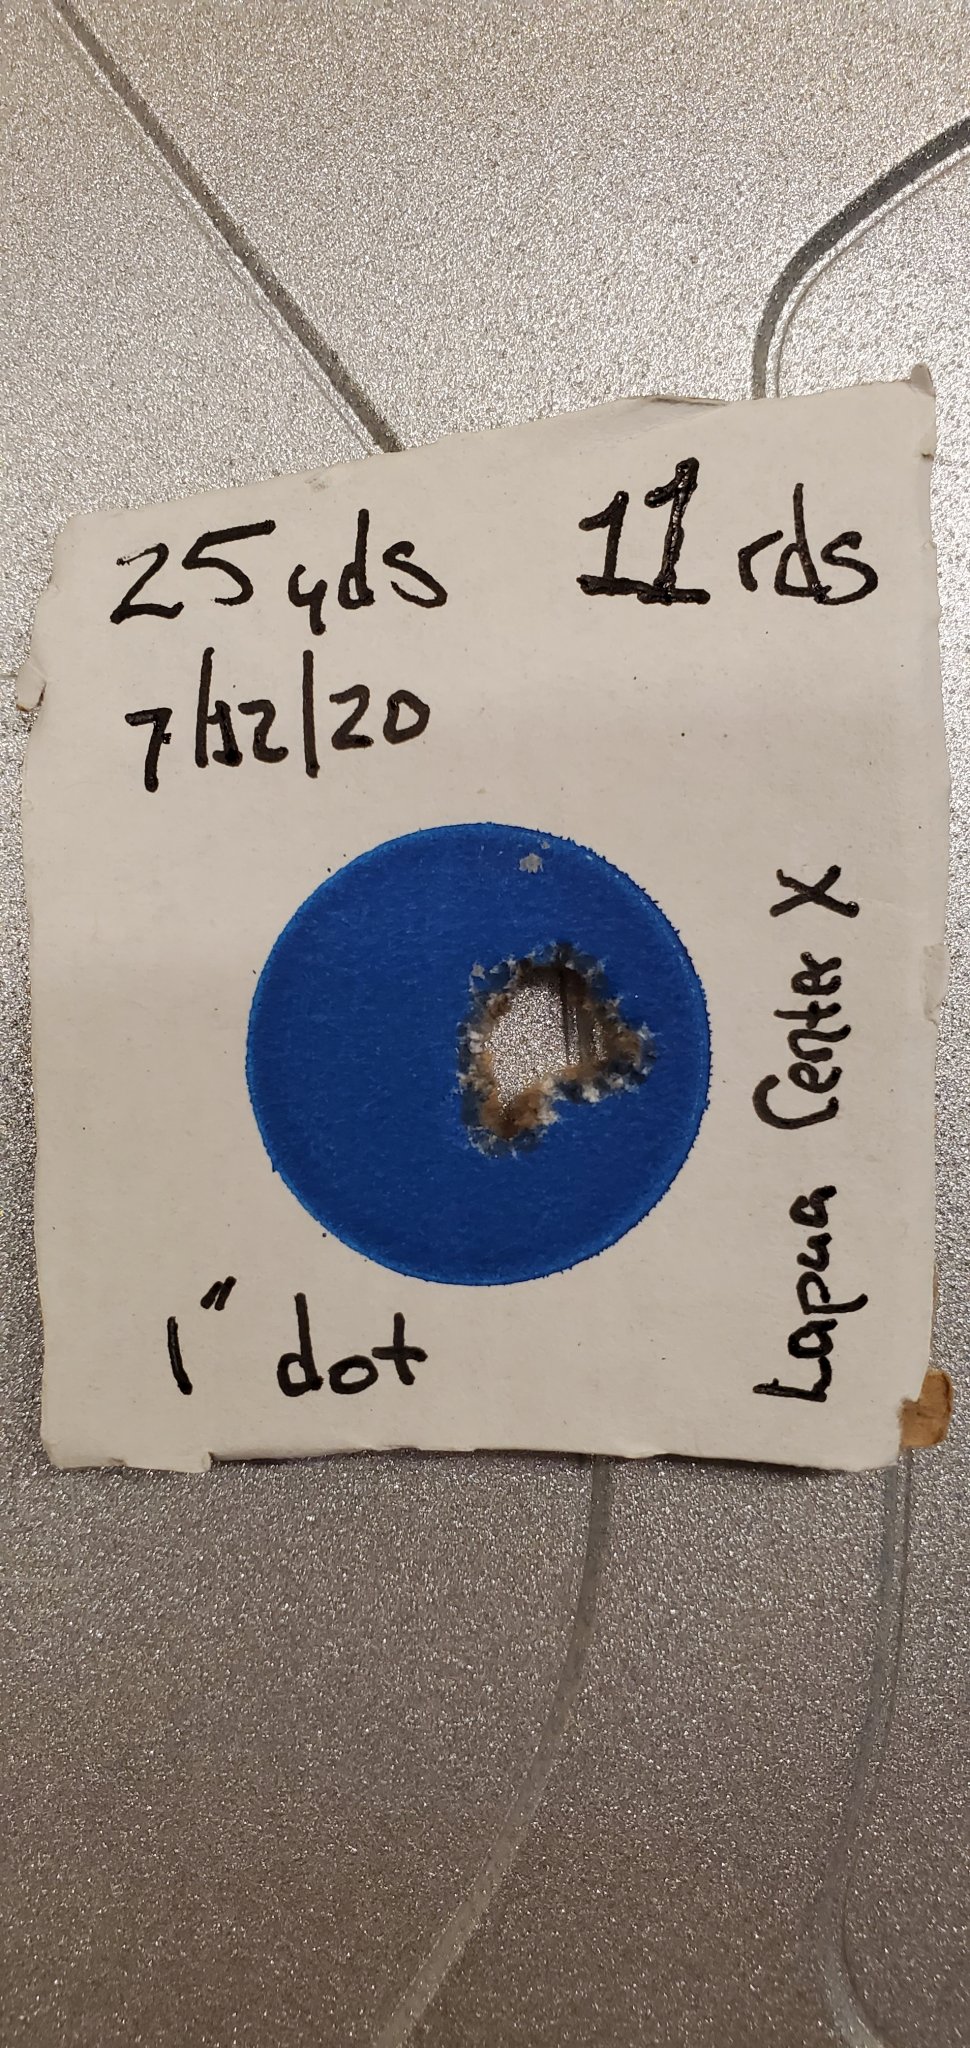 25 yds 11 rds
7/12/20
Lapua Center X
1" dot